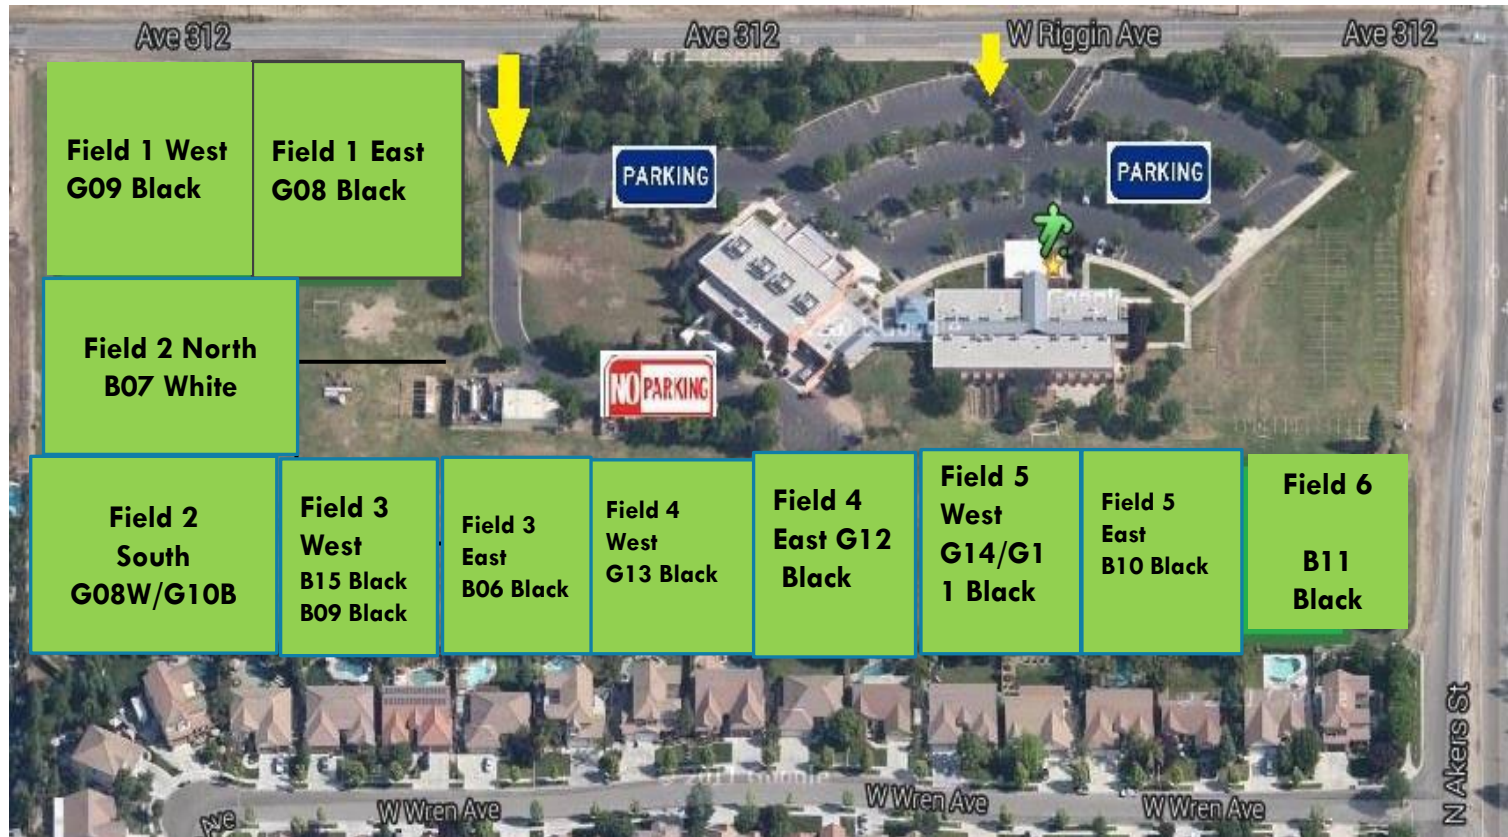 Ave 312
Ave 312
W Riggin Ave
Ave 312
Field 1 West
G09 Black
Field 1 East
G08 Black
PARKING
PARKING
Field 2 North
B07 White
NO PARKING
Field 2
South
G08W/G10B
Field 3
West
B15 Black
B09 Black
Field 3
East
B06 Black
Field 4
West
G13 Black
Field 4
East G12
Black
Field 5
West
G14/G1
1 Black
Field 5
East
B10 Black
Field 6
B11
Black
N Akers St
W Wren Ave
W Wren Ave
W Wren Ave
Ave